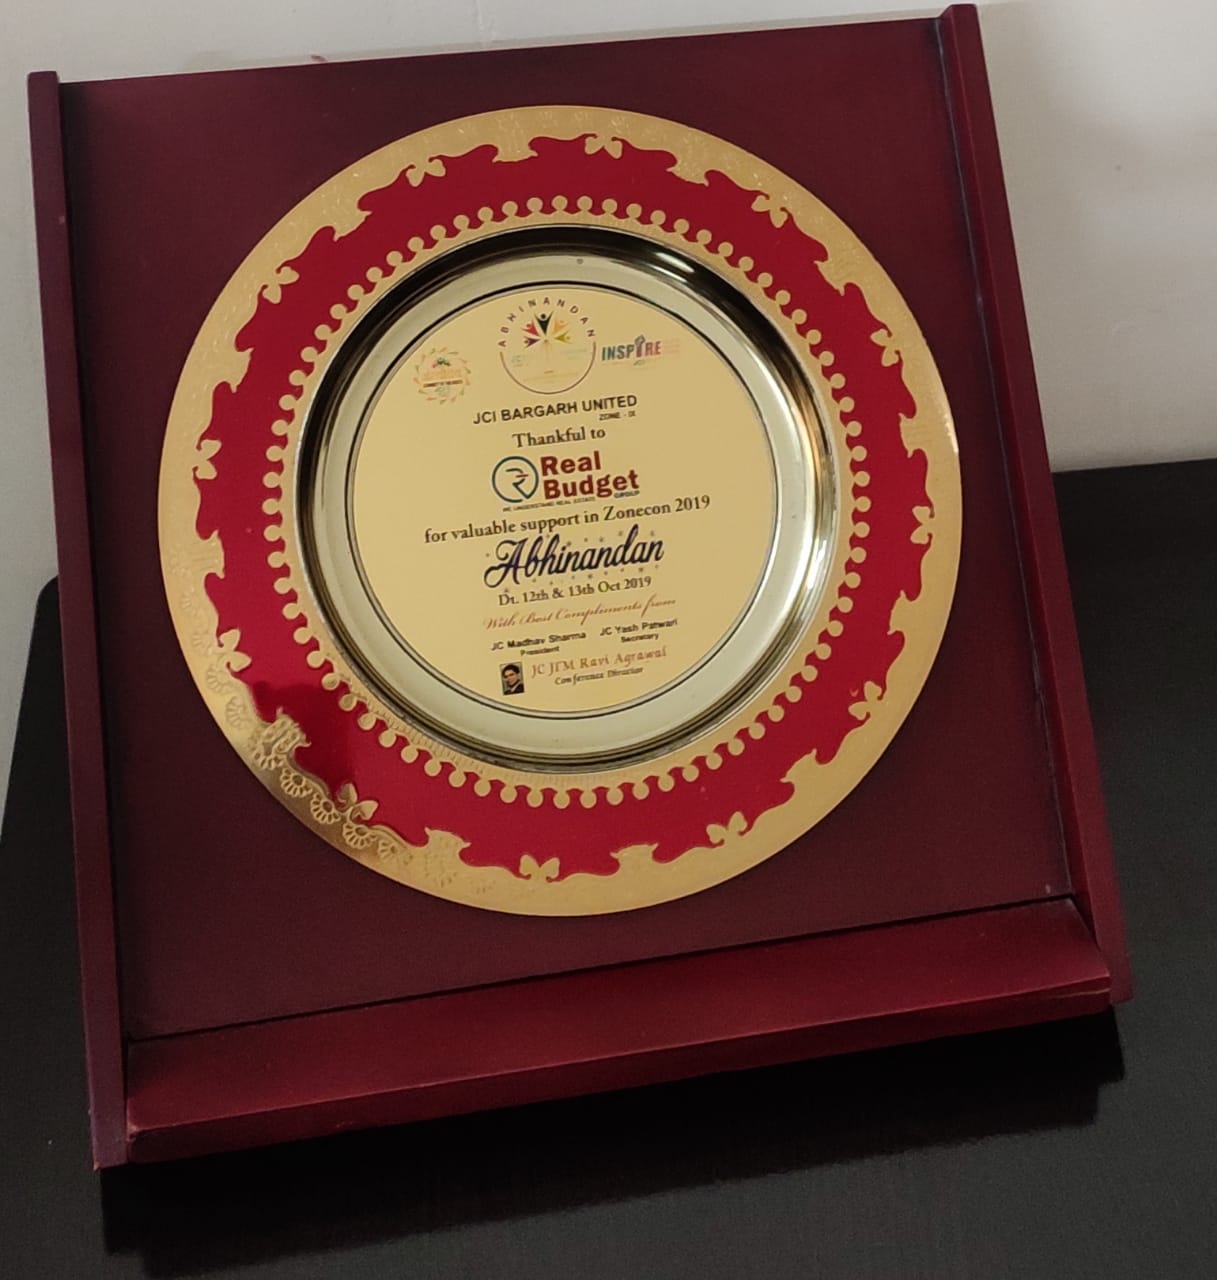 ABHINANDAN
INSPIRE
JCI BARGARH UNITED
ZONE - IX
Thankful to
Real
Budget
WE UNDERSTAND REAL ESTATE GROUP
for valuable support in Zonecon 2019
Abhinandan
Dt. 12th & 13th Oct 2019
With Best Compliments from
JC Madhav Sharma JC Yash Patwari
President Secretary
JC JFM Ravi Agrawal
Conference Director